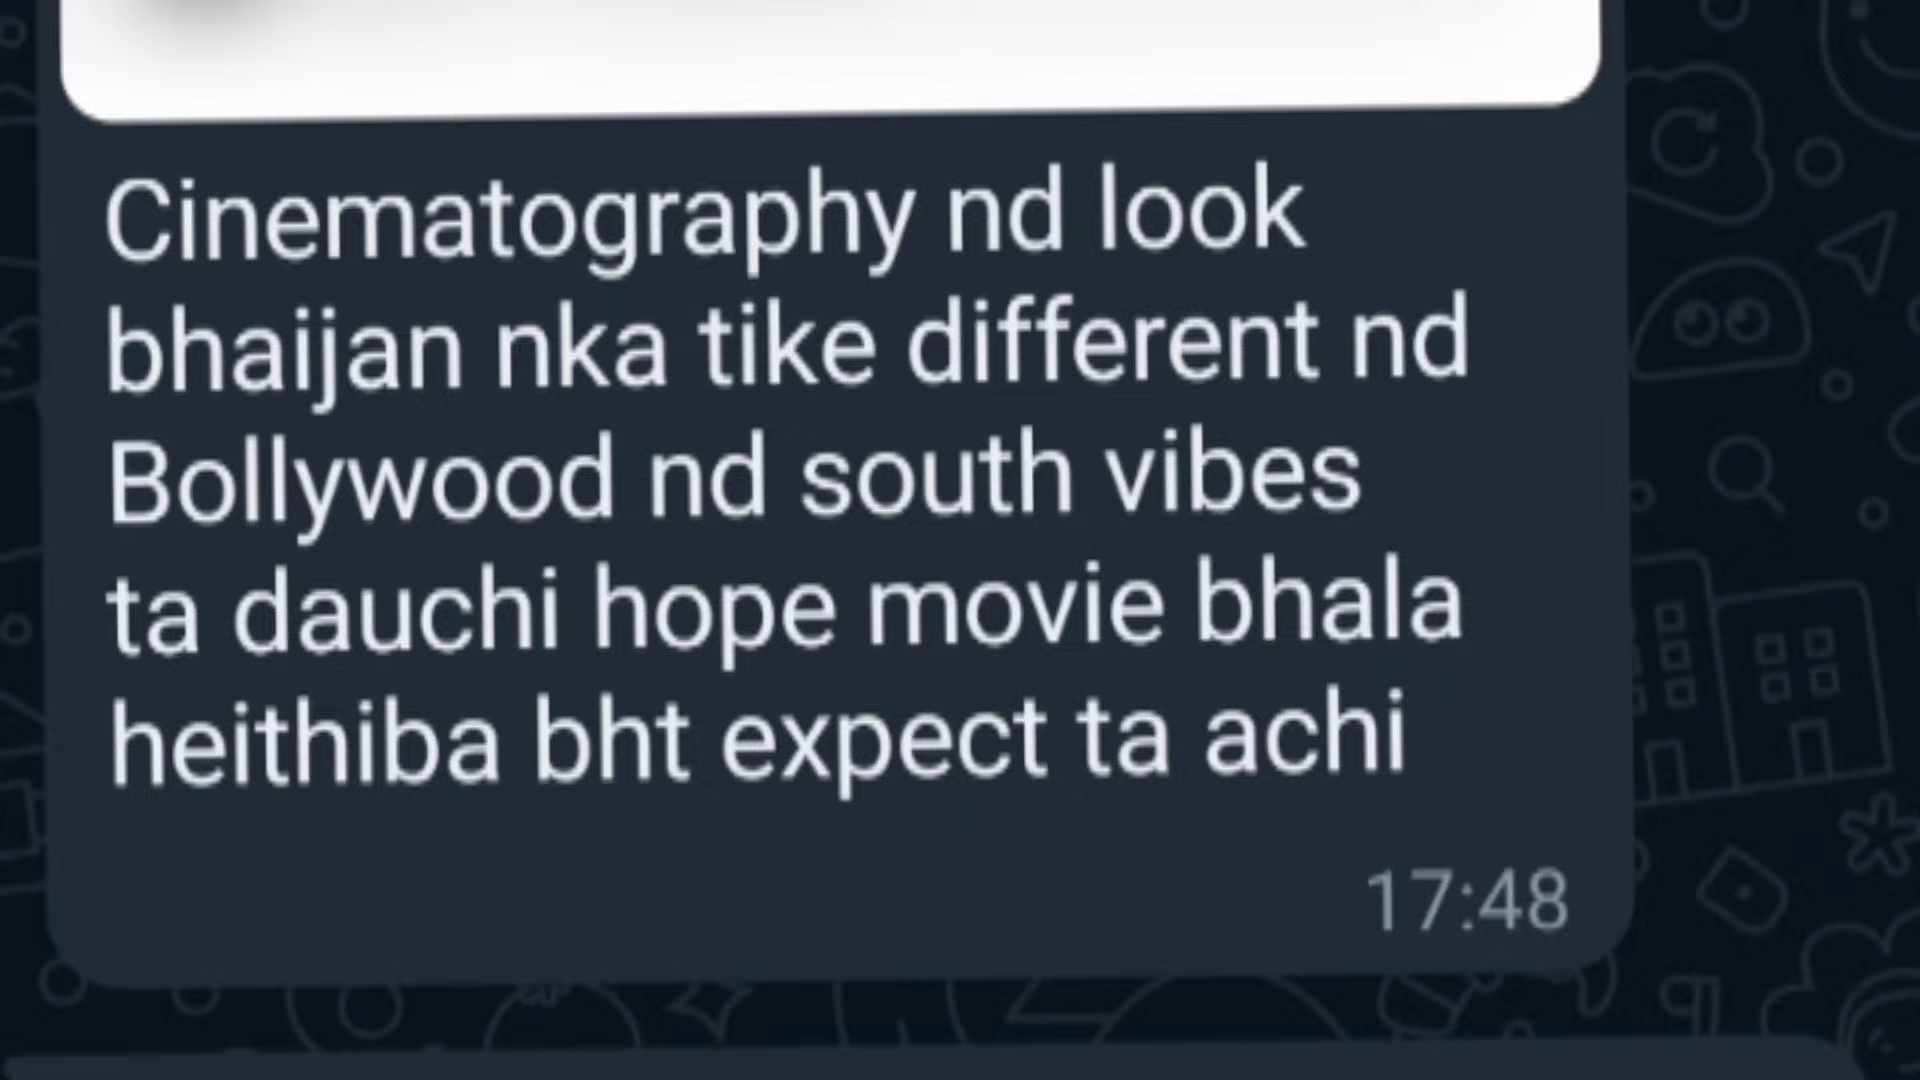 Cinematography nd look
bhaijan nka tike different nd
Bollywood nd south vibes
ta dauchi hope movie bhala
heithiba bht expect ta achi
17:48